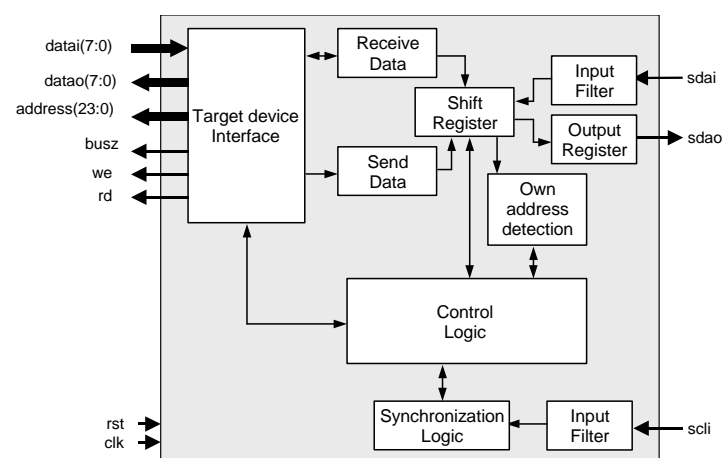 datai(7:0)
datao(7:0)
address(23:0)
busz
we
rd
rst
clk
Target device
Interface
Receive
Data
Send
Data
Shift
Register
Input
Filter
Output
Register
Own
address
detection
Control
Logic
Synchronization
Logic
Input
Filter
sdai
sdao
scli